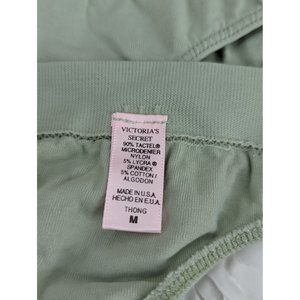 VICTORIA'S
SECRET
90% TACTEL®
MICRODENIER
NYLON
5% LYCRA®
SPANDEX
5% COTTON/
ALGODON
MADE IN U.S.A.
HECHO EN E.U.A.
THONG
M